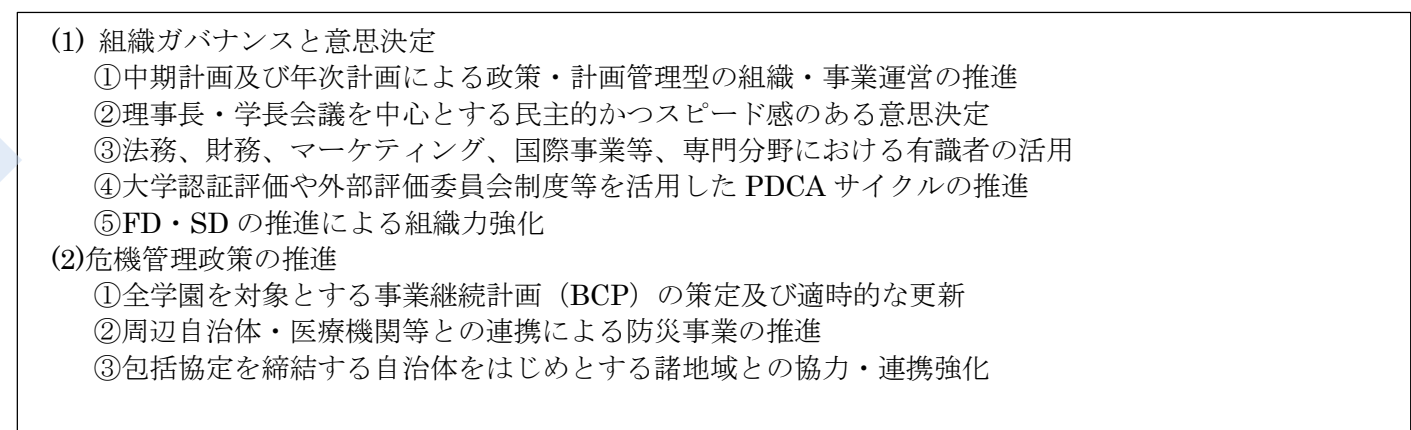 (1) 組織ガバナンスと意思決定
①中期計画及び年次計画による政策・計画管理型の組織・事業運営の推進
②理事長・学長会議を中心とする民主的かつスピード感のある意思決定
③法務、財務、マーケティング、国際事業等、専門分野における有識者の活用
④大学認証評価や外部評価委員会制度等を活用した PDCA サイクルの推進
⑤FD・SD の推進による組織力強化
(2)危機管理政策の推進
①全学園を対象とする事業継続計画（BCP）の策定及び適時的な更新
②周辺自治体・医療機関等との連携による防災事業の推進
③包括協定を締結する自治体をはじめとする諸地域との協力・連携強化